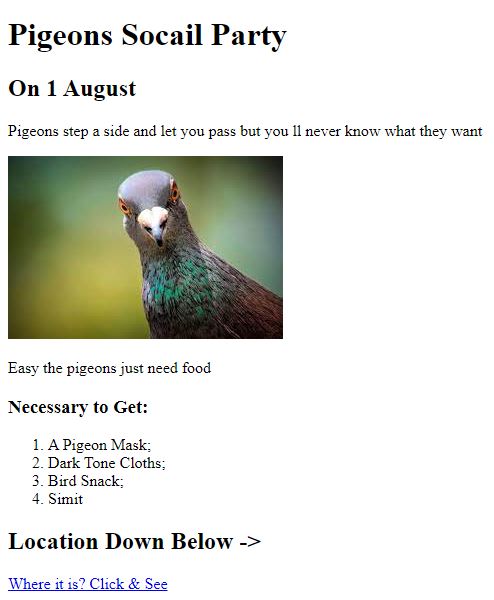 Pigeons Socail Party
On 1 August
Pigeons step a side and let you pass but you ll never know what they want
Easy the pigeons just need food
Necessary to Get:
1. A Pigeon Mask;
2. Dark Tone Cloths;
3. Bird Snack;
4. Simit
Location Down Below ->
Where it is? Click & See